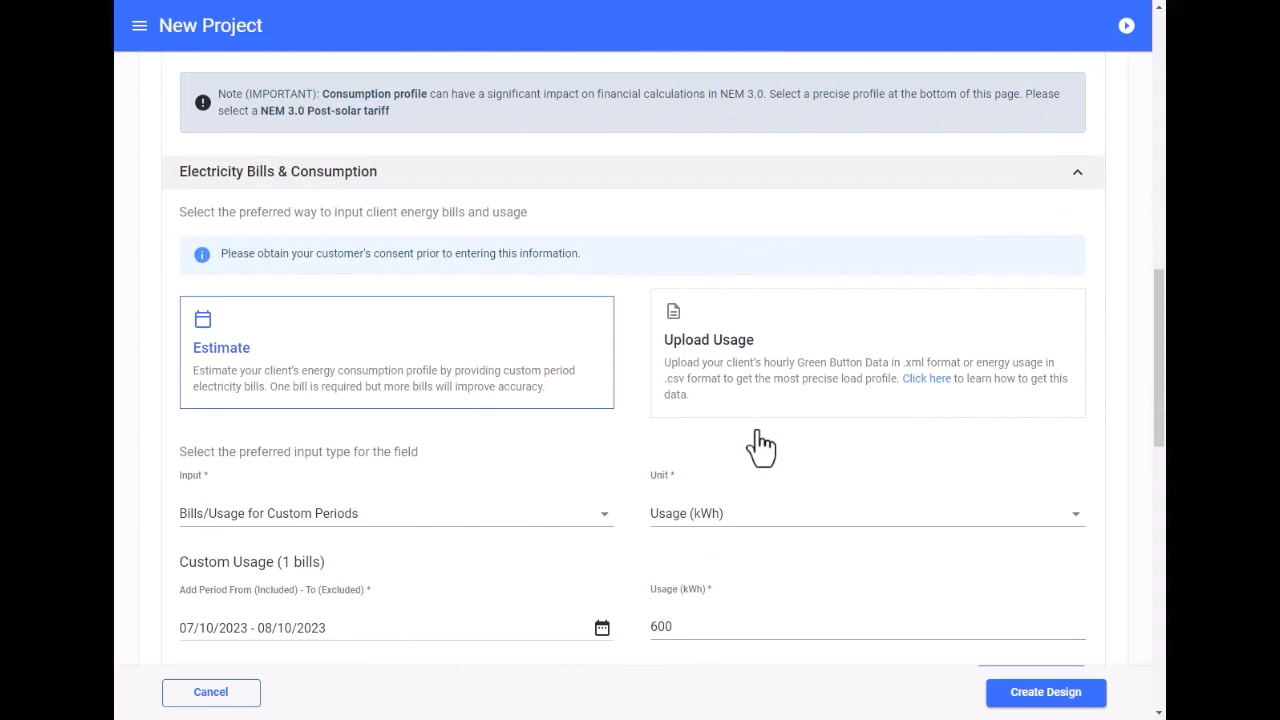 New Project
Note (IMPORTANT): Consumption profile can have a significant impact on financial calculations in NEM 3.0. Select a precise profile at the bottom of this page. Please
select a NEM 3.0 Post-solar tariff
Electricity Bills & Consumption
Select the preferred way to input client energy bills and usage
Please obtain your customer's consent prior to entering this information.
Estimate
Estimate your client's energy consumption profile by providing custom period
electricity bills. One bill is required but more bills will improve accuracy.
Upload Usage
Upload your client's hourly Green Button Data in .xml format or energy usage in
.csv format to get the most precise load profile. Click here to learn how to get this
data.
Select the preferred input type for the field
Input *
Unit *
Bills/Usage for Custom Periods
Usage (kWh)
Custom Usage (1 bills)
Add Period From (Included) - To (Excluded) *
Usage (kWh) *
07/10/2023 - 08/10/2023
600
Cancel
Create Design